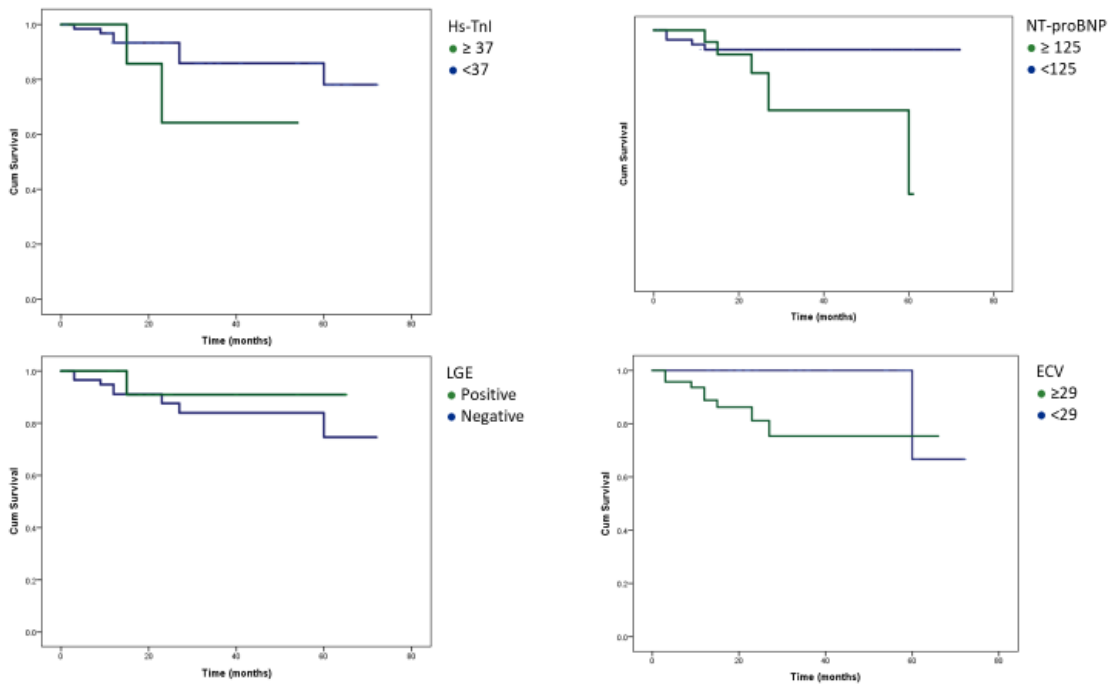 Hs-TnI
≥ 37
<37
1.0
0.8
0.6
0.4
0.2
0.0
Cum Survival
0 20 40 60 80
Time (months)
NT-proBNP
≥ 125
<125
Cum Survival
0 20 40 60 80
Time (months)
LGE
Positive
Negative
1.0
0.8
0.6
0.4
0.2
0.0
Cum Survival
0 20 40 60 80
Time (months)
ECV
≥29
<29
1.0
0.8
0.6
0.4
0.2
0.0
Cum Survival
0 20 40 60 80
Time (months)